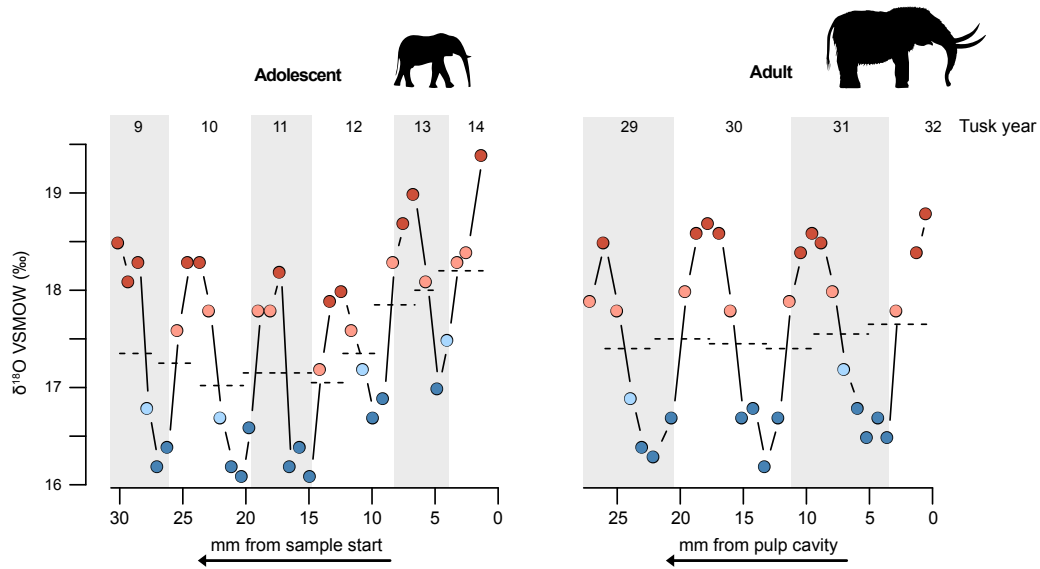 Adolescent
Adult
9 10 11 12 13 14
29 30 31 32 Tusk year
δ¹⁸O VSMOW (‰)
19
18
17
16
30 25 20 15 10 5 0
25 20 15 10 5 0
mm from sample start
mm from pulp cavity